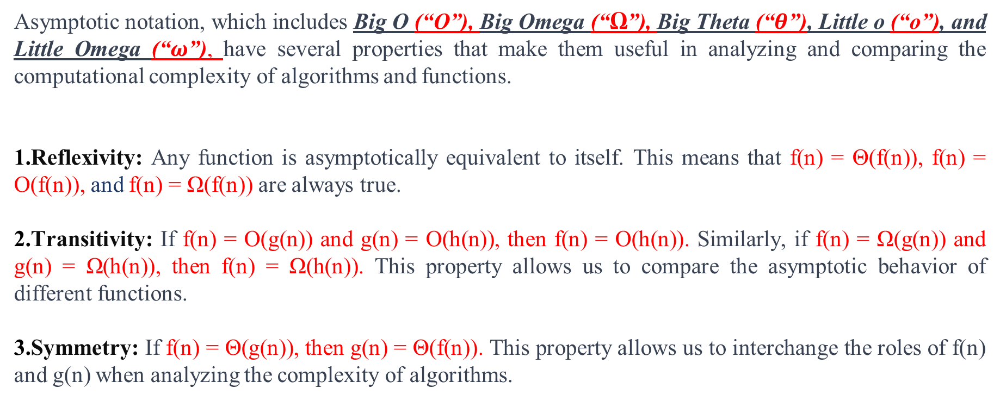 Asymptotic notation, which includes Big O (“O”), Big Omega (“Ω”), Big Theta (“θ”), Little o (“o”), and
Little Omega (“ω”), have several properties that make them useful in analyzing and comparing the
computational complexity of algorithms and functions.
1.Reflexivity: Any function is asymptotically equivalent to itself. This means that f(n) = Θ(f(n)), f(n) =
O(f(n)), and f(n) = Ω(f(n)) are always true.
2.Transitivity: If f(n) = O(g(n)) and g(n) = O(h(n)), then f(n) = O(h(n)). Similarly, if f(n) = Ω(g(n)) and
g(n) = Ω(h(n)), then f(n) = Ω(h(n)). This property allows us to compare the asymptotic behavior of
different functions.
3.Symmetry: If f(n) = Θ(g(n)), then g(n) = Θ(f(n)). This property allows us to interchange the roles of f(n)
and g(n) when analyzing the complexity of algorithms.